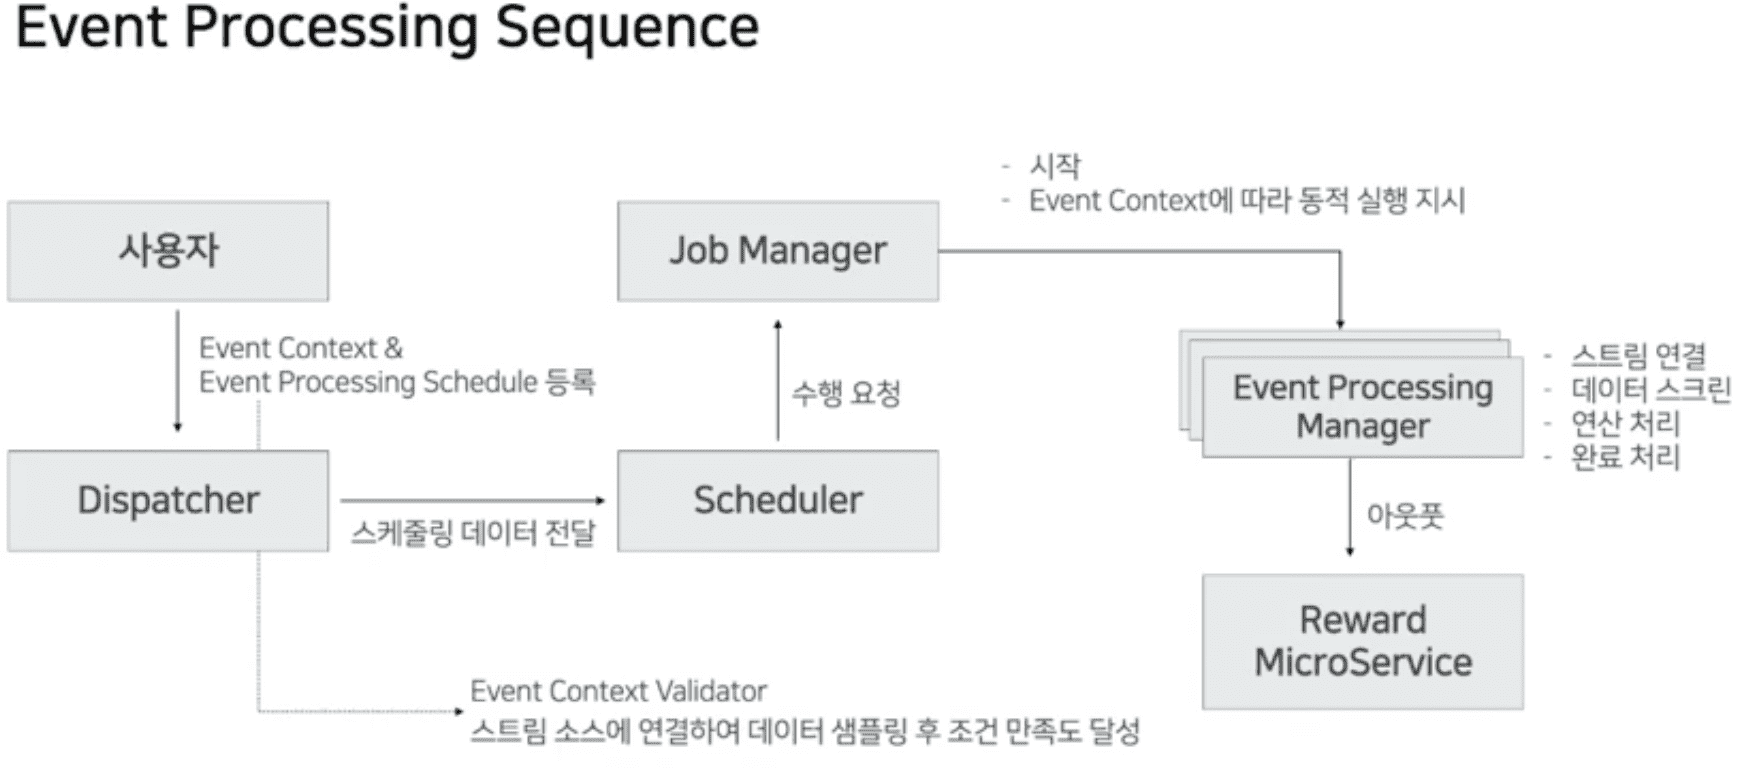 Event Processing Sequence
- 시작
- Event Context에 따라 동적 실행 지시
사용자
Job Manager
Event Context &
Event Processing Schedule 등록
수행 요청
Event Processing
Manager
- 스트림 연결
- 데이터 스크린
- 연산 처리
- 완료 처리
Dispatcher
스케줄링 데이터 전달
Scheduler
아웃풋
Reward
MicroService
Event Context Validator
스트림 소스에 연결하여 데이터 샘플링 후 조건 만족도 달성